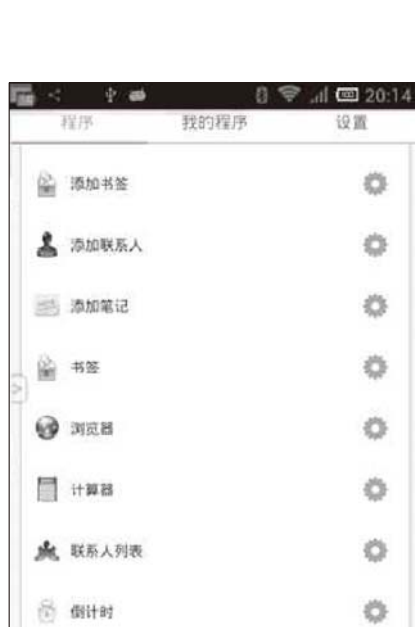 20:14
程序 我的程序 设置
添加书签
添加联系人
添加笔记
书签
浏览器
计算器
联系人列表
倒计时